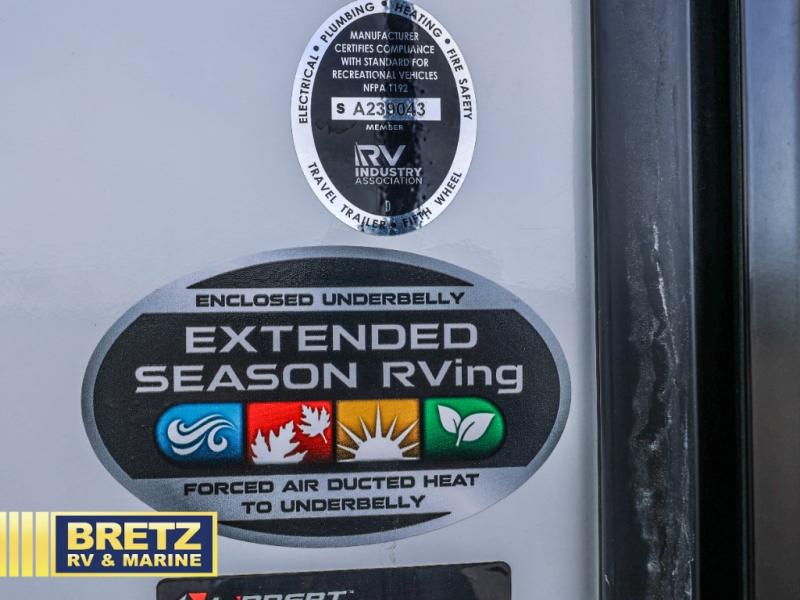 ELECTRICAL • PLUMBING • HEATING • FIRE SAFETY
MANUFACTURER
CERTIFIES COMPLIANCE
WITH STANDARD FOR
RECREATIONAL VEHICLES
NFPA 1192
S A239043
MEMBER
RV
INDUSTRY
ASSOCIATION
D
TRAVEL TRAILER • FIFTH WHEEL
ENCLOSED UNDERBELLY
EXTENDED
SEASON RVing
FORCED AIR DUCTED HEAT
TO UNDERBELLY
BRETZ
RV & MARINE
LIPPERT™